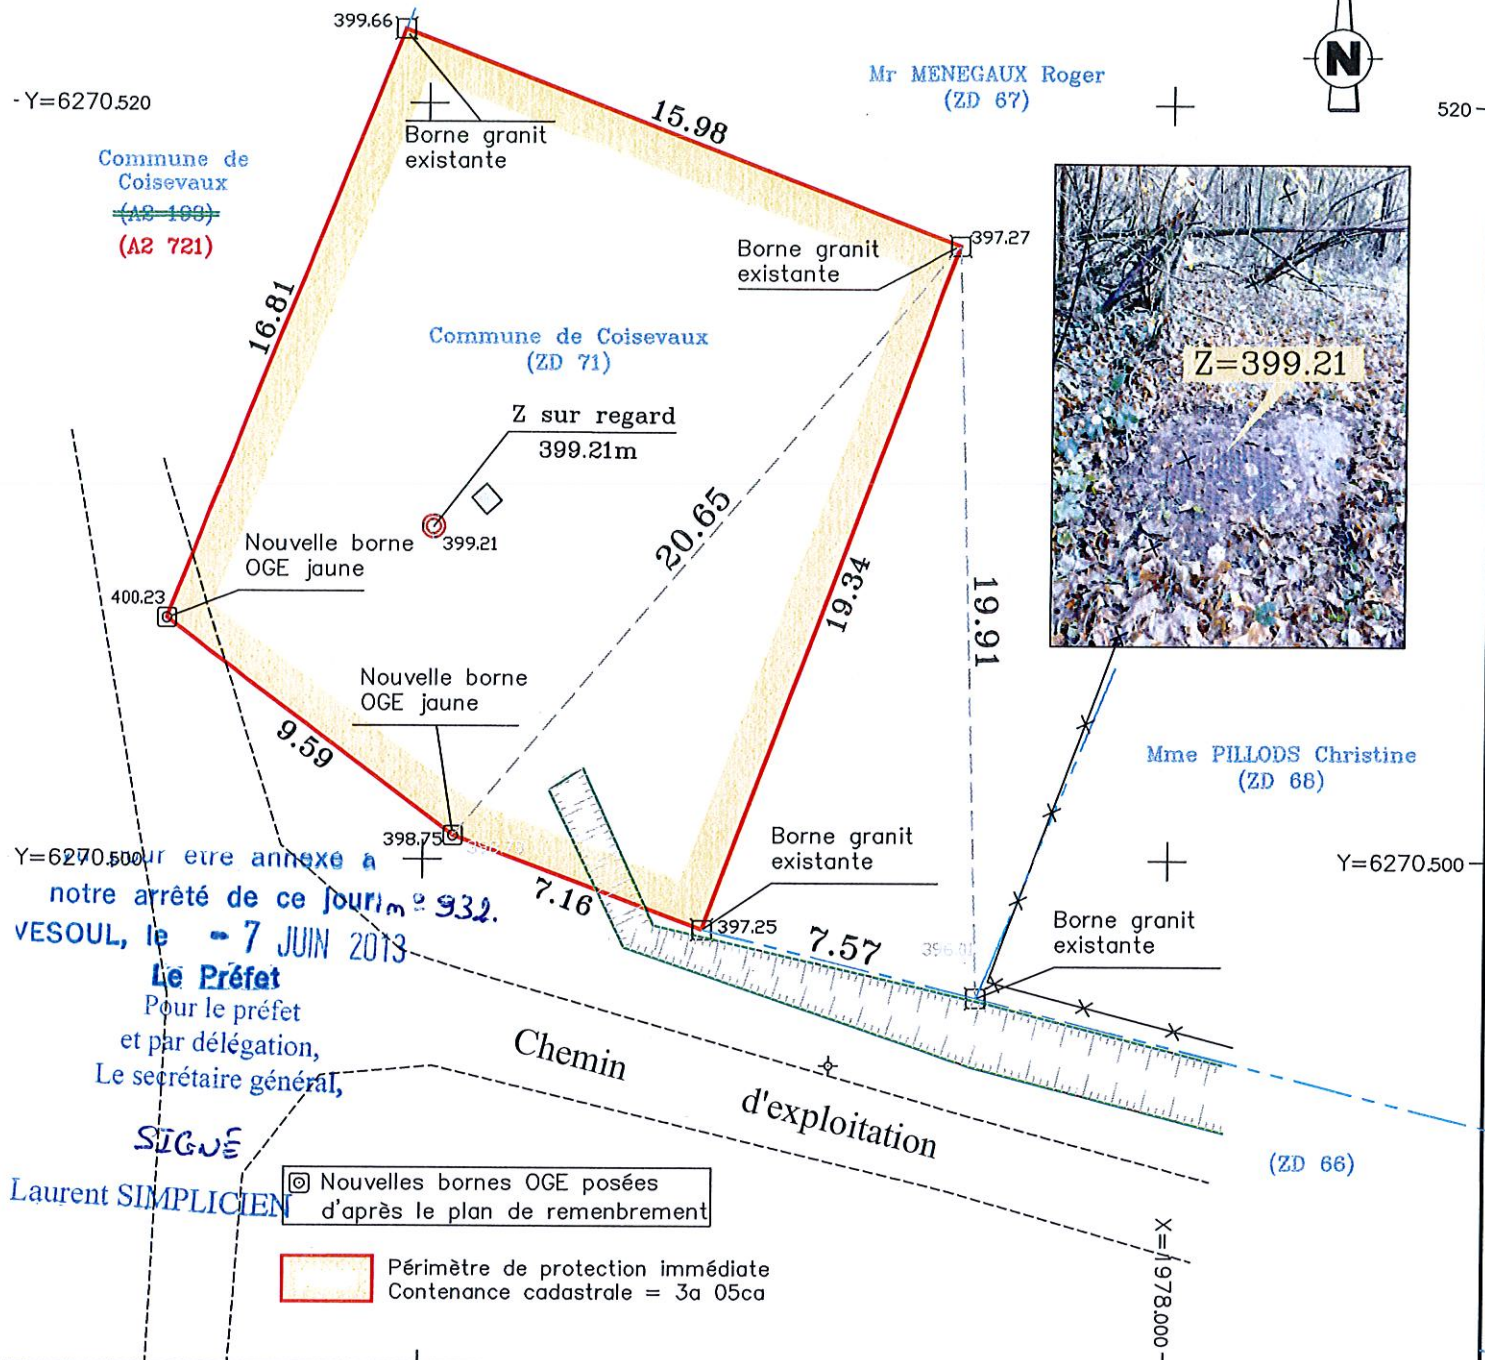 399.66
N
Mr MENEGAUX Roger
(ZD 67)
-Y=6270.520
520
15.98
Borne granit
existante
Commune de
Coisevaux
(A2 193)
(A2 721)
397.27
Borne granit
existante
16.81
Commune de Coisevaux
(ZD 71)
Z=399.21
Z sur regard
399.21m
20.65
399.21
Nouvelle borne
OGE jaune
400.23
19.34
19.91
Nouvelle borne
OGE jaune
9.59
Mme PILLODS Christine
(ZD 68)
398.75
Borne granit
existante
Y=6270.500
Y=6270.500
pour etre annexé à
notre arrêté de ce jour n° 932.
7.16
397.25
7.57
Borne granit
existante
VESOUL, le - 7 JUIN 2013
Le Préfet
Pour le préfet
et par délégation,
Le secrétaire général,
Chemin
d'exploitation
SIGNÉ
Laurent SIMPLICIEN
(ZD 66)
Nouvelles bornes OGE posées
d'après le plan de remenbrement
X=1978.000
Périmètre de protection immédiate
Contenance cadastrale = 3a 05ca